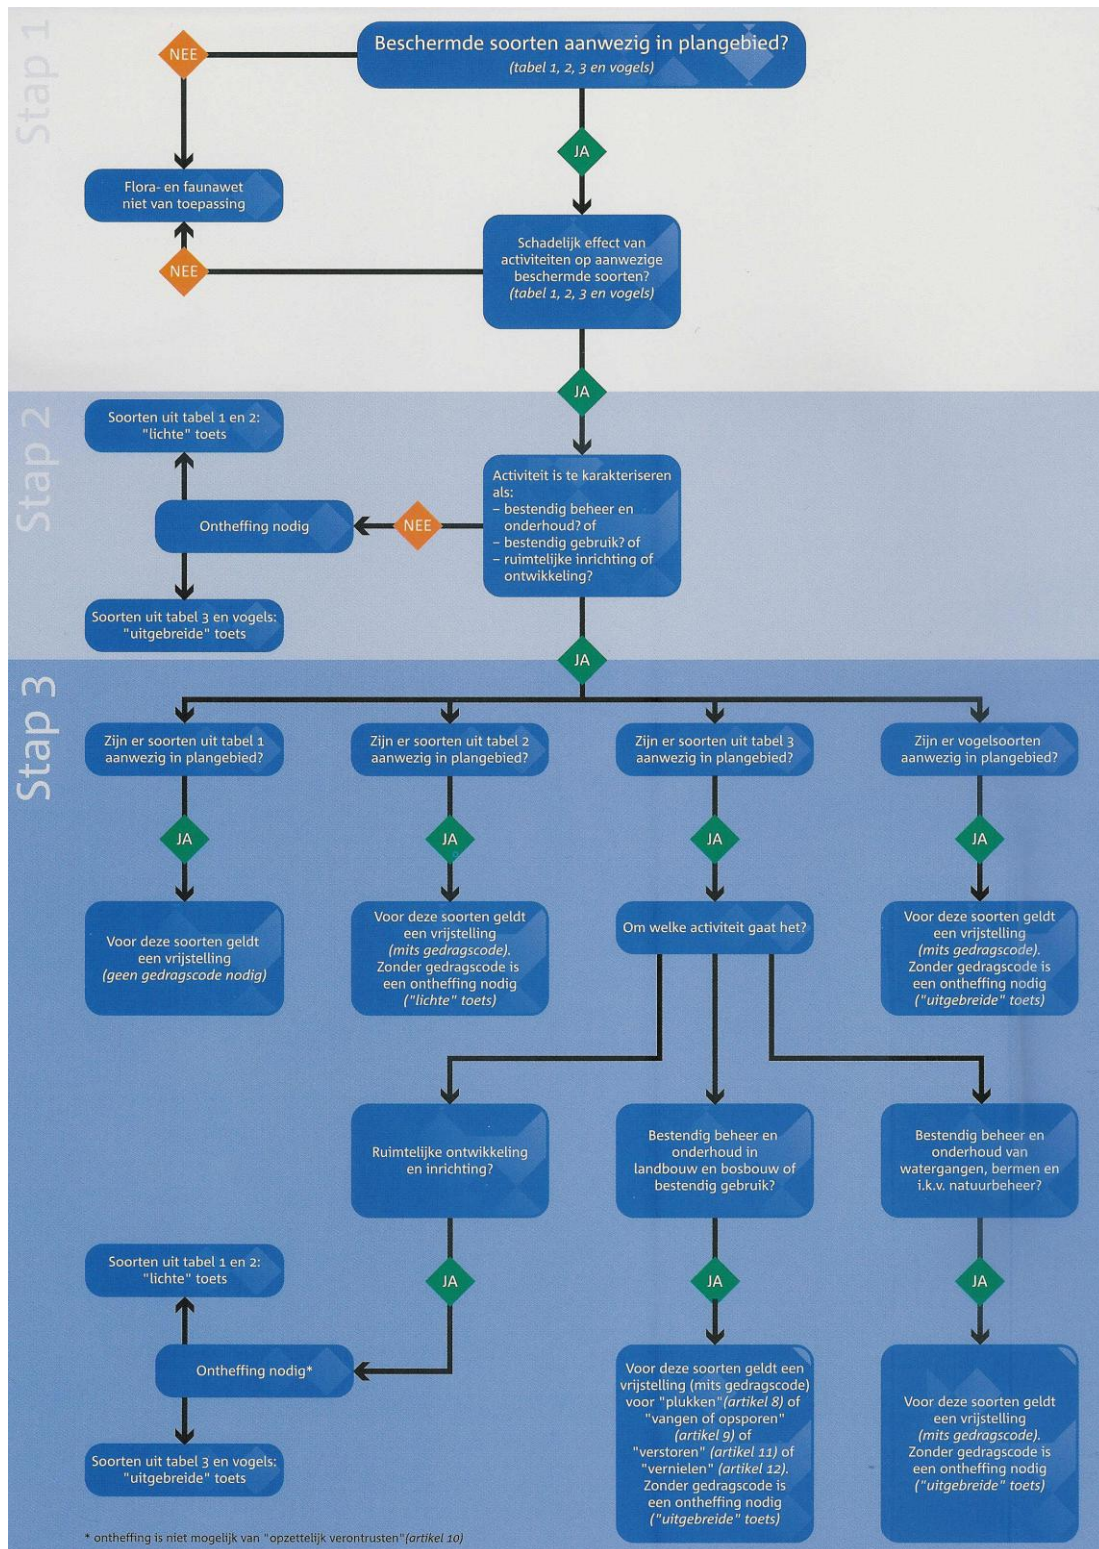 Stap 1
Beschermde soorten aanwezig in plangebied?
(tabel 1, 2, 3 en vogels)
NEE
JA
Flora- en faunawet
niet van toepassing
Schadelijk effect van
activiteiten op aanwezige
beschermde soorten?
(tabel 1, 2, 3 en vogels)
NEE
JA
Stap 2
Soorten uit tabel 1 en 2:
"lichte" toets
Activiteit is te karakteriseren
als:
– bestendig beheer en
onderhoud? of
– bestendig gebruik? of
– ruimtelijke inrichting of
ontwikkeling?
NEE
Ontheffing nodig
Soorten uit tabel 3 en vogels:
"uitgebreide" toets
JA
Stap 3
Zijn er soorten uit tabel 1
aanwezig in plangebied?
Zijn er soorten uit tabel 2
aanwezig in plangebied?
Zijn er soorten uit tabel 3
aanwezig in plangebied?
Zijn er vogelsoorten
aanwezig in plangebied?
JA
JA
JA
JA
Voor deze soorten geldt
een vrijstelling
(geen gedragscode nodig)
Voor deze soorten geldt
een vrijstelling
(mits gedragscode).
Zonder gedragscode is
een ontheffing nodig
("lichte" toets)
Om welke activiteit gaat het?
Voor deze soorten geldt
een vrijstelling
(mits gedragscode).
Zonder gedragscode is
een ontheffing nodig
("uitgebreide" toets)
Ruimtelijke ontwikkeling
en inrichting?
Bestendig beheer en
onderhoud in
landbouw en bosbouw of
bestendig gebruik?
Bestendig beheer en
onderhoud van
watergangen, bermen en
i.k.v. natuurbeheer?
JA
JA
JA
Soorten uit tabel 1 en 2:
"lichte" toets
Ontheffing nodig*
Soorten uit tabel 3 en vogels:
"uitgebreide" toets
Voor deze soorten geldt een
vrijstelling (mits gedragscode)
voor "plukken" (artikel 8) of
"vangen of opsporen"
(artikel 9) of
"verstoren" (artikel 11) of
"vernielen" (artikel 12).
Zonder gedragscode is
een ontheffing nodig
("uitgebreide" toets)
Voor deze soorten geldt
een vrijstelling
(mits gedragscode).
Zonder gedragscode is
een ontheffing nodig
("uitgebreide" toets)
* ontheffing is niet mogelijk van "opzettelijk verontrusten" (artikel 10)